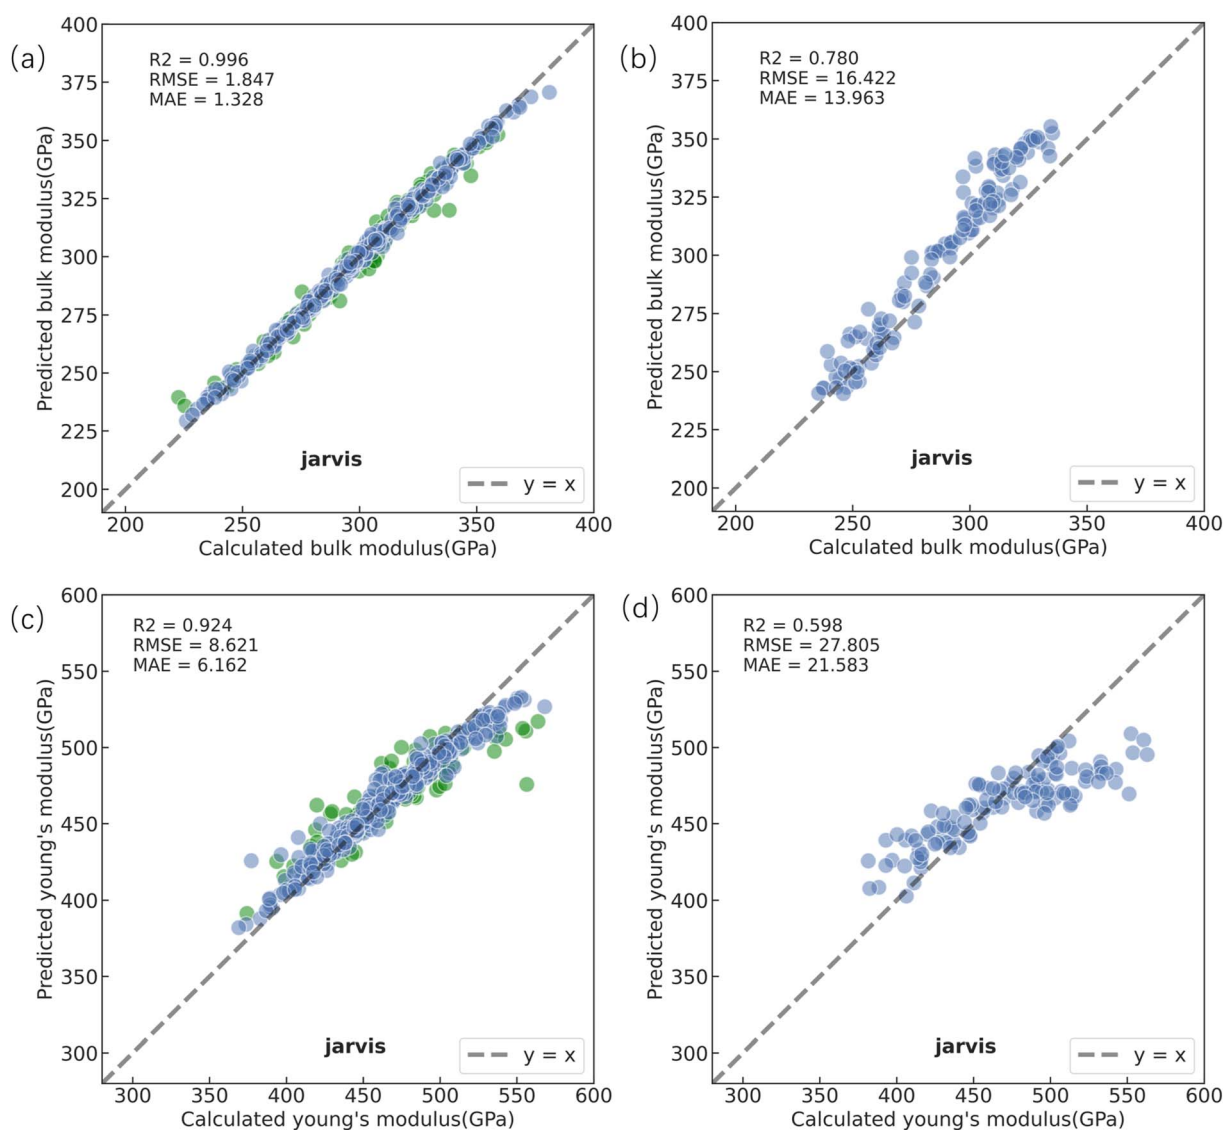 (a)
R2 = 0.996
RMSE = 1.847
MAE = 1.328
400
375
350
325
300
275
250
225
200
Predicted bulk modulus(GPa)
jarvis
y = x
200
250
300
350
400
Calculated bulk modulus(GPa)
(b)
R2 = 0.780
RMSE = 16.422
MAE = 13.963
400
375
350
325
300
275
250
225
200
Predicted bulk modulus(GPa)
jarvis
y = x
200
250
300
350
400
Calculated bulk modulus(GPa)
(c)
R2 = 0.924
RMSE = 8.621
MAE = 6.162
600
550
500
450
400
350
300
Predicted young's modulus(GPa)
jarvis
y = x
300
350
400
450
500
550
600
Calculated young's modulus(GPa)
(d)
R2 = 0.598
RMSE = 27.805
MAE = 21.583
600
550
500
450
400
350
300
Predicted young's modulus(GPa)
jarvis
y = x
300
350
400
450
500
550
600
Calculated young's modulus(GPa)